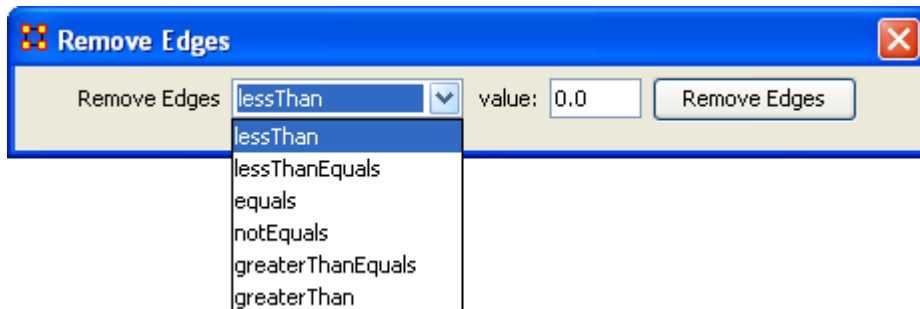 Remove Edges
Remove Edges lessThan value: 0.0 Remove Edges
lessThan
lessThanEquals
equals
notEquals
greaterThanEquals
greaterThan